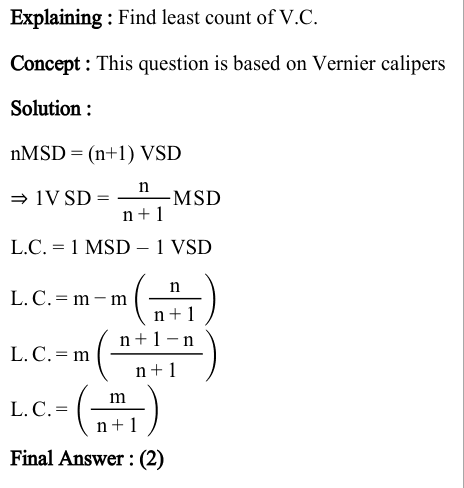 Explaining : Find least count of V.C.
Concept : This question is based on Vernier calipers
Solution :
nMSD = (n+1) VSD
⇒ 1V SD = n/(n + 1) MSD
L.C. = 1 MSD – 1 VSD
L. C. = m − m (n/(n + 1))
L. C. = m ((n + 1 − n)/(n + 1))
L. C. = (m/(n + 1))
Final Answer : (2)